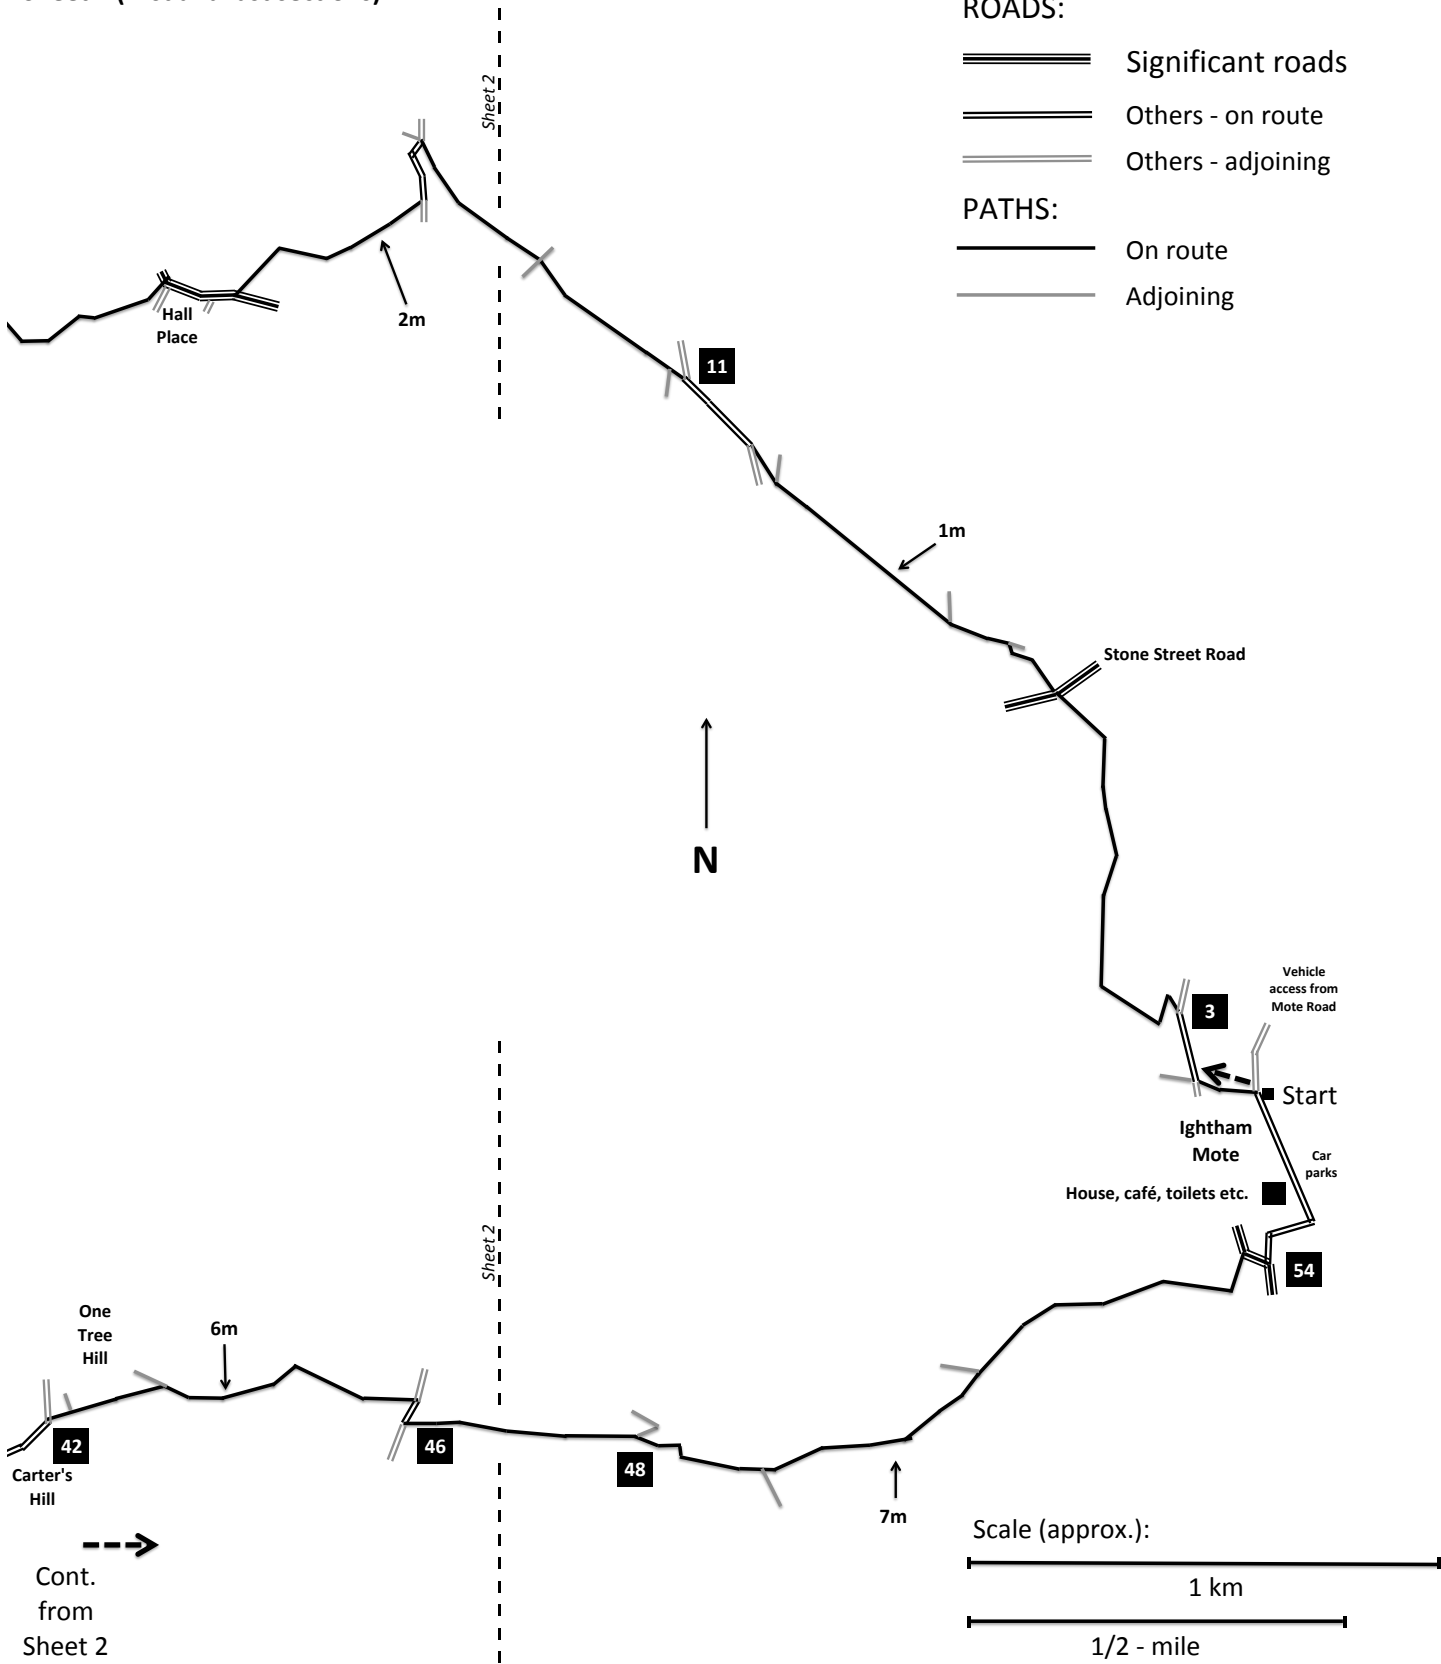 ROADS:
Significant roads
Others - on route
Others - adjoining
PATHS:
On route
Adjoining
Sheet 2
2m
Hall
Place
11
1m
Stone Street Road
N
Vehicle
access from
Mote Road
3
Start
Ightham
Mote
Car
parks
House, café, toilets etc.
54
Sheet 2
One
Tree
Hill
6m
42
46
48
Carter's
Hill
7m
Cont.
from
Sheet 2
Scale (approx.):
1 km
1/2 - mile